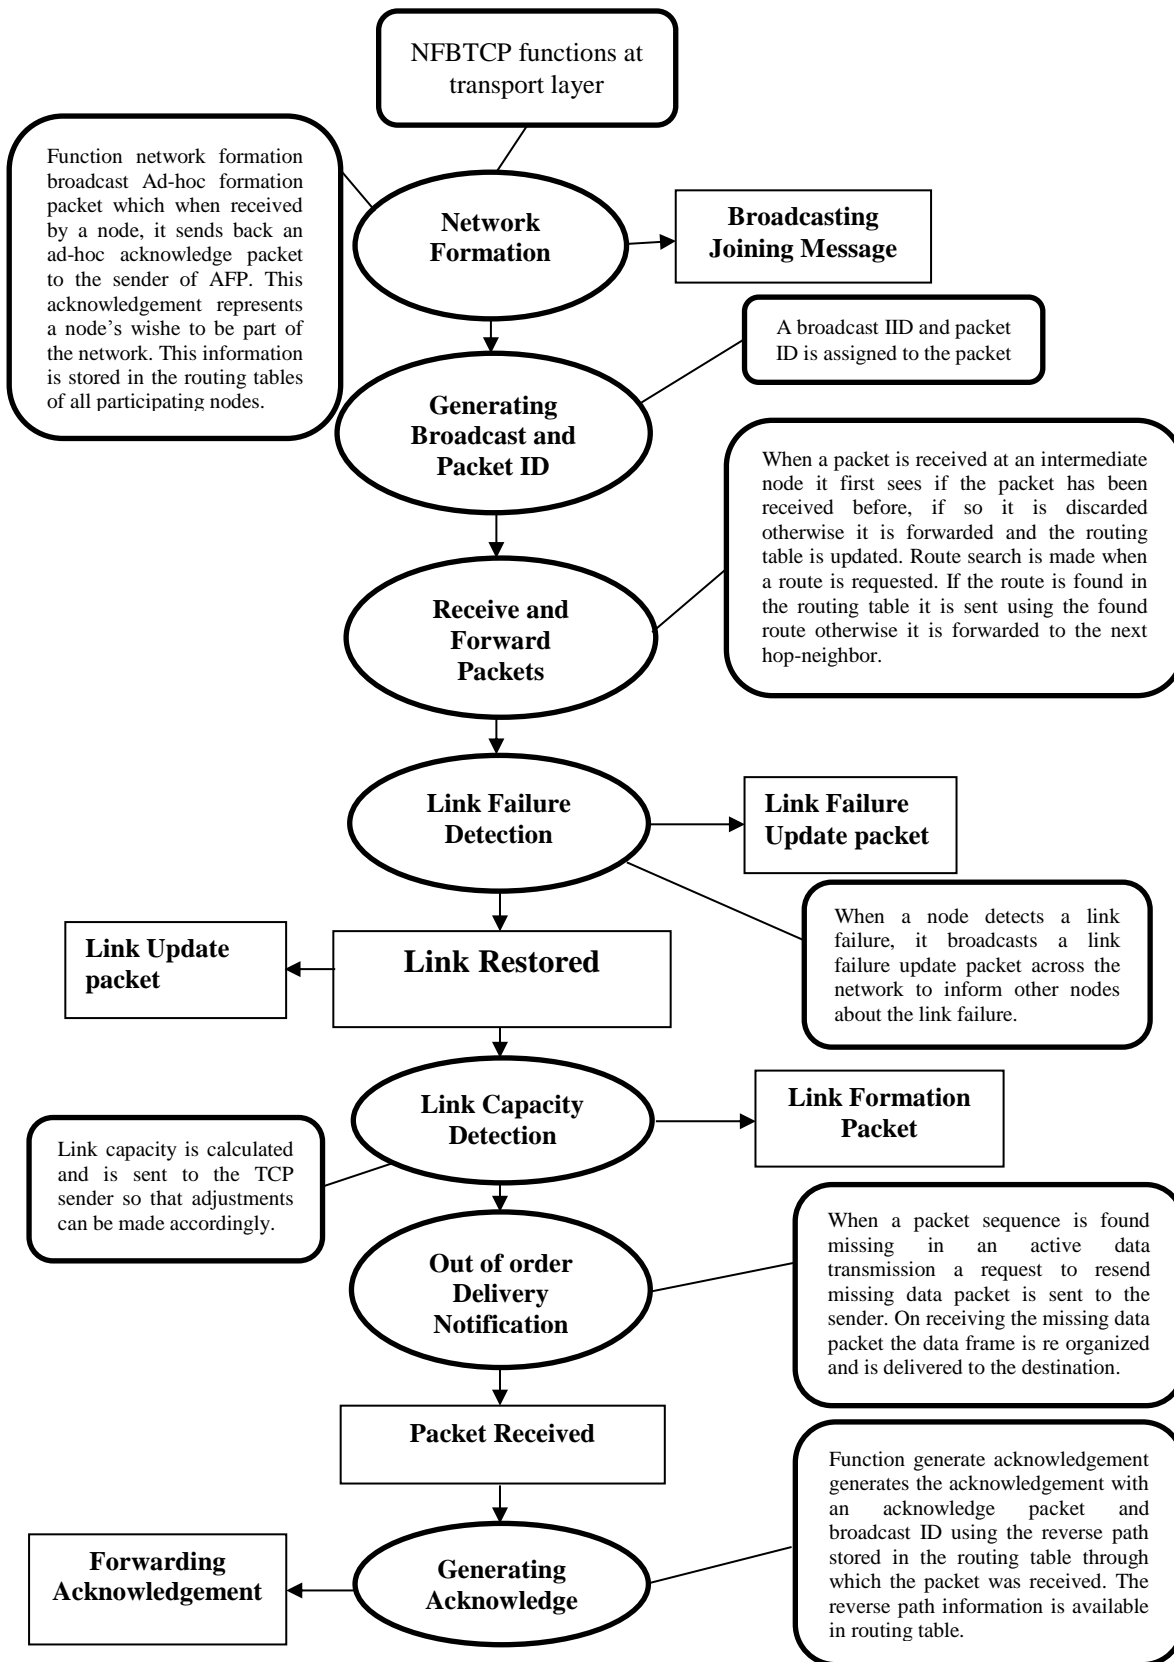 NFBTCP functions at
transport layer
Function network formation
broadcast Ad-hoc formation
packet which when received
by a node, it sends back an
ad-hoc acknowledge packet
to the sender of AFP. This
acknowledgement represents
a node's wishe to be part of
the network. This information
is stored in the routing tables
of all participating nodes.
Network
Formation
Broadcasting
Joining Message
A broadcast IID and packet
ID is assigned to the packet
Generating
Broadcast and
Packet ID
When a packet is received at an intermediate
node it first sees if the packet has been
received before, if so it is discarded
otherwise it is forwarded and the routing
table is updated. Route search is made when
a route is requested. If the route is found in
the routing table it is sent using the found
route otherwise it is forwarded to the next
hop-neighbor.
Receive and
Forward
Packets
Link Failure
Detection
Link Failure
Update packet
When a node detects a link
failure, it broadcasts a link
failure update packet across the
network to inform other nodes
about the link failure.
Link Update
packet
Link Restored
Link Capacity
Detection
Link Formation
Packet
Link capacity is calculated
and is sent to the TCP
sender so that adjustments
can be made accordingly.
Out of order
Delivery
Notification
When a packet sequence is found
missing in an active data
transmission a request to resend
missing data packet is sent to the
sender. On receiving the missing data
packet the data frame is re organized
and is delivered to the destination.
Packet Received
Function generate acknowledgement
generates the acknowledgement with
an acknowledge packet and
broadcast ID using the reverse path
stored in the routing table through
which the packet was received. The
reverse path information is available
in routing table.
Forwarding
Acknowledgement
Generating
Acknowledge